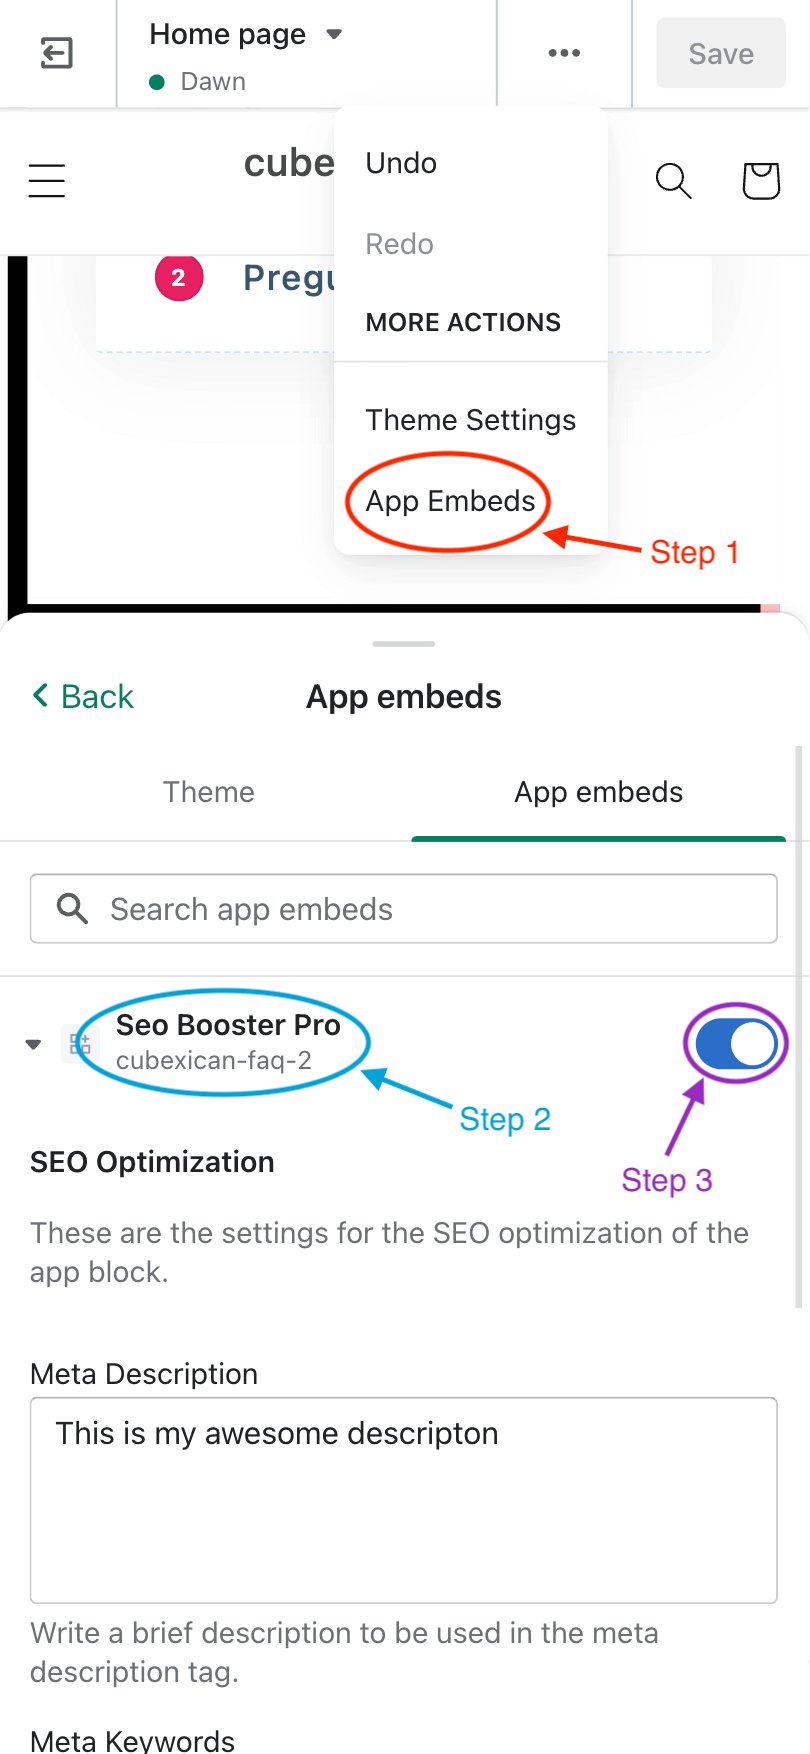 Home page
Dawn
Save
cube
Undo
Redo
2
Pregu
MORE ACTIONS
Theme Settings
App Embeds
Step 1
Back
App embeds
Theme
App embeds
Search app embeds
Seo Booster Pro
cubexican-faq-2
Step 2
Step 3
SEO Optimization
These are the settings for the SEO optimization of the
app block.
Meta Description
This is my awesome descripton
Write a brief description to be used in the meta
description tag.
Meta Keywords